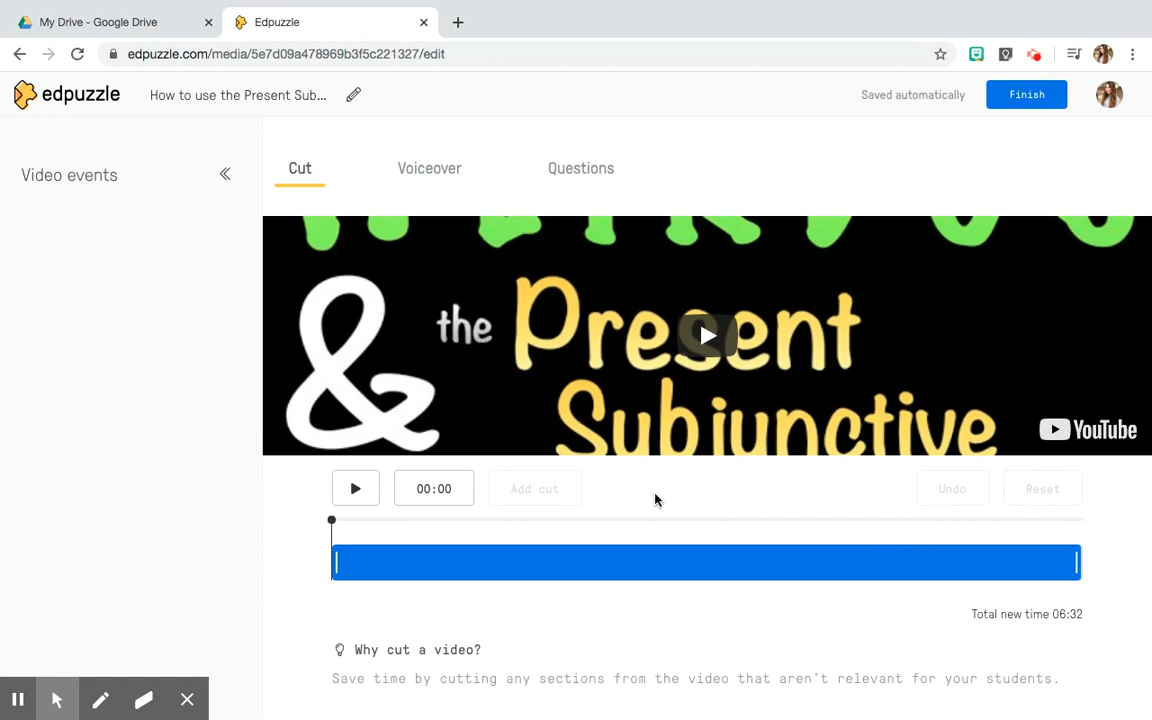 My Drive - Google Drive
Edpuzzle
edpuzzle.com/media/5e7d09a478969b3f5c221327/edit
edpuzzle
How to use the Present Sub...
Saved automatically
Finish
Video events
Cut
Voiceover
Questions
& the Present
Subjunctive
YouTube
00:00
Add cut
Undo
Reset
Total new time 06:32
Why cut a video?
Save time by cutting any sections from the video that aren't relevant for your students.